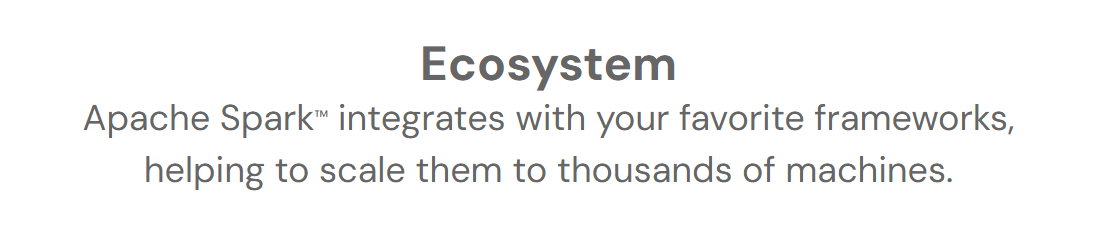 Ecosystem
Apache Spark™ integrates with your favorite frameworks,
helping to scale them to thousands of machines.